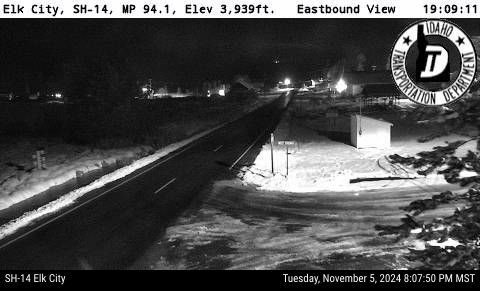 Elk City, SH-14, MP 94.1, Elev 3,939ft. Eastbound View 19:09:11
IDAHO
TRANSPORTATION DEPARTMENT
SH-14 Elk City
Tuesday, November 5, 2024 8:07:50 PM MST